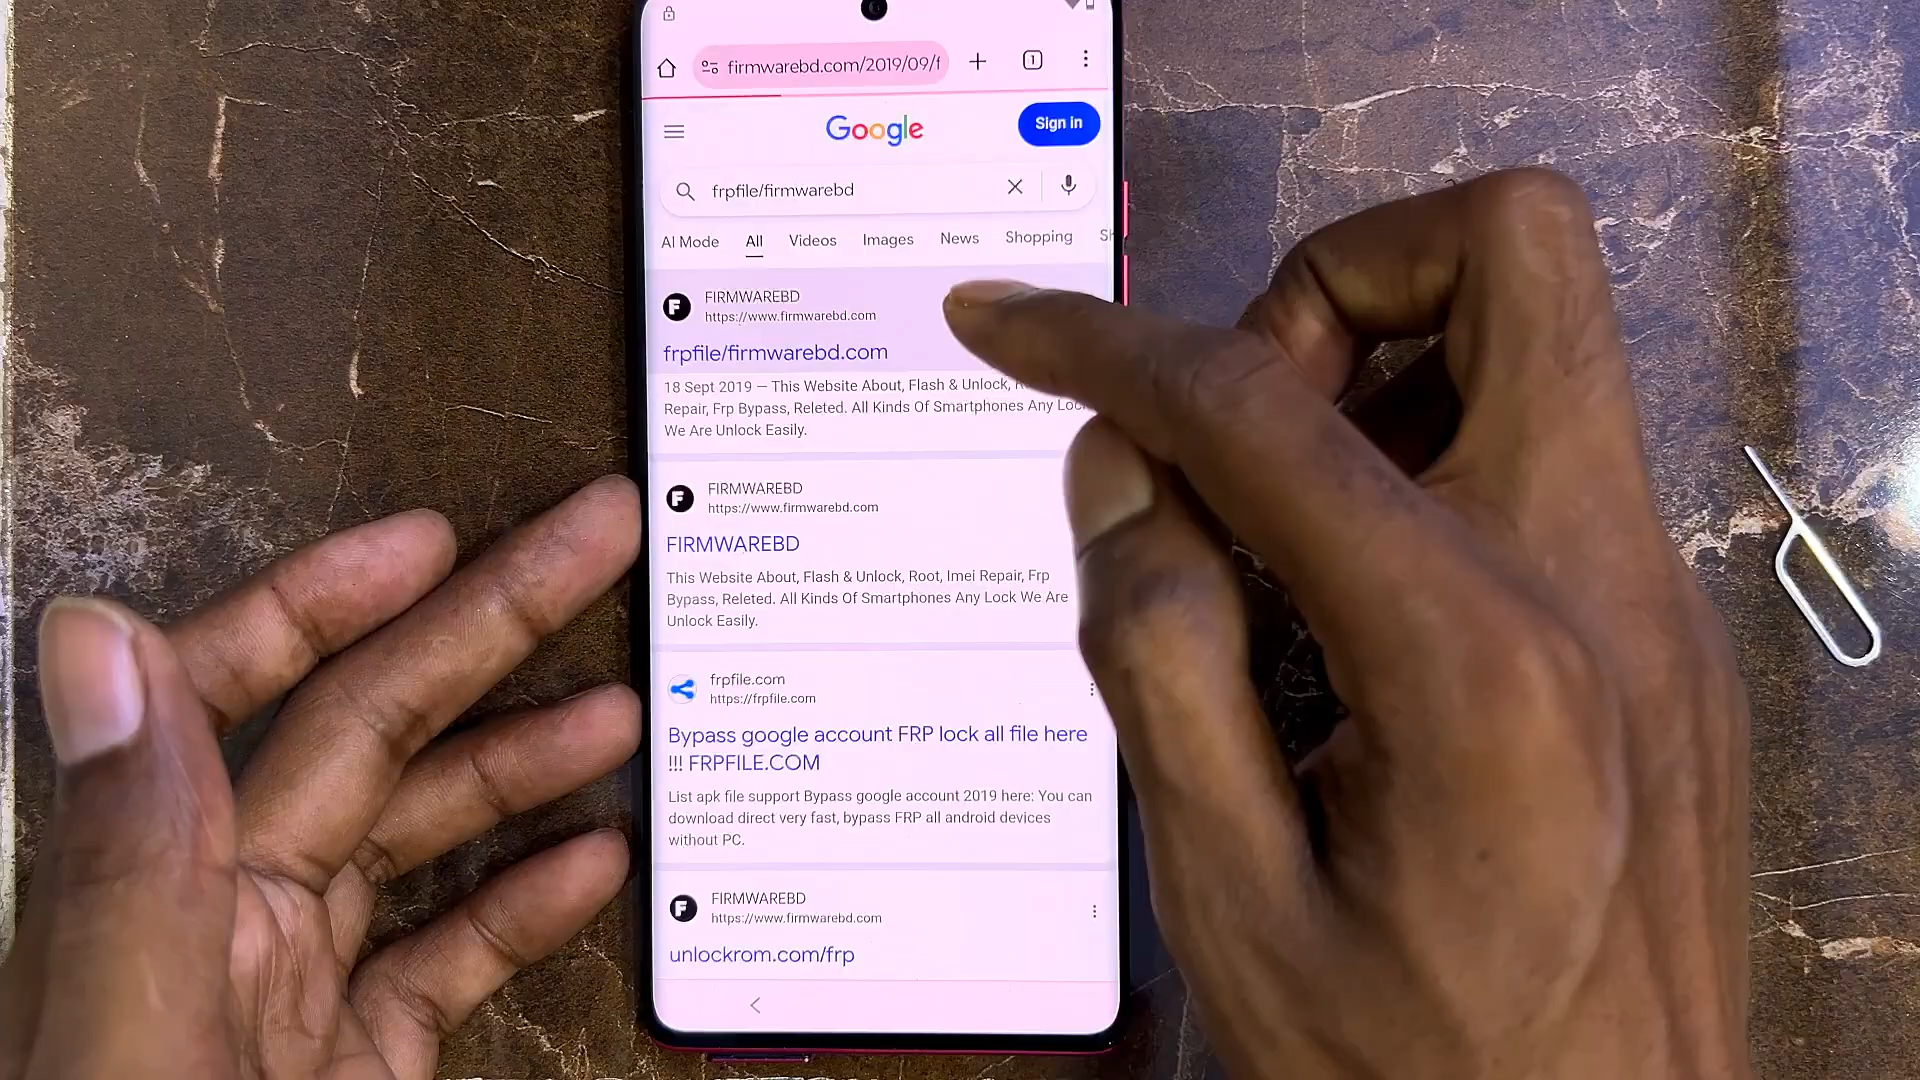 firmwarebd.com/2019/09/f
1
Google
Sign in
frpfile/firmwarebd
AI Mode All Videos Images News Shopping Sh
FIRMWAREBD
https://www.firmwarebd.com
frpfile/firmwarebd.com
18 Sept 2019 — This Website About, Flash & Unlock,
Repair, Frp Bypass, Releted. All Kinds Of Smartphones Any Lock
We Are Unlock Easily.
FIRMWAREBD
https://www.firmwarebd.com
FIRMWAREBD
This Website About, Flash & Unlock, Root, Imei Repair, Frp
Bypass, Releted. All Kinds Of Smartphones Any Lock We Are
Unlock Easily.
frpfile.com
https://frpfile.com
Bypass google account FRP lock all file here
!!! FRPFILE.COM
List apk file support Bypass google account 2019 here: You can
download direct very fast, bypass FRP all android devices
without PC.
FIRMWAREBD
https://www.firmwarebd.com
unlockrom.com/frp